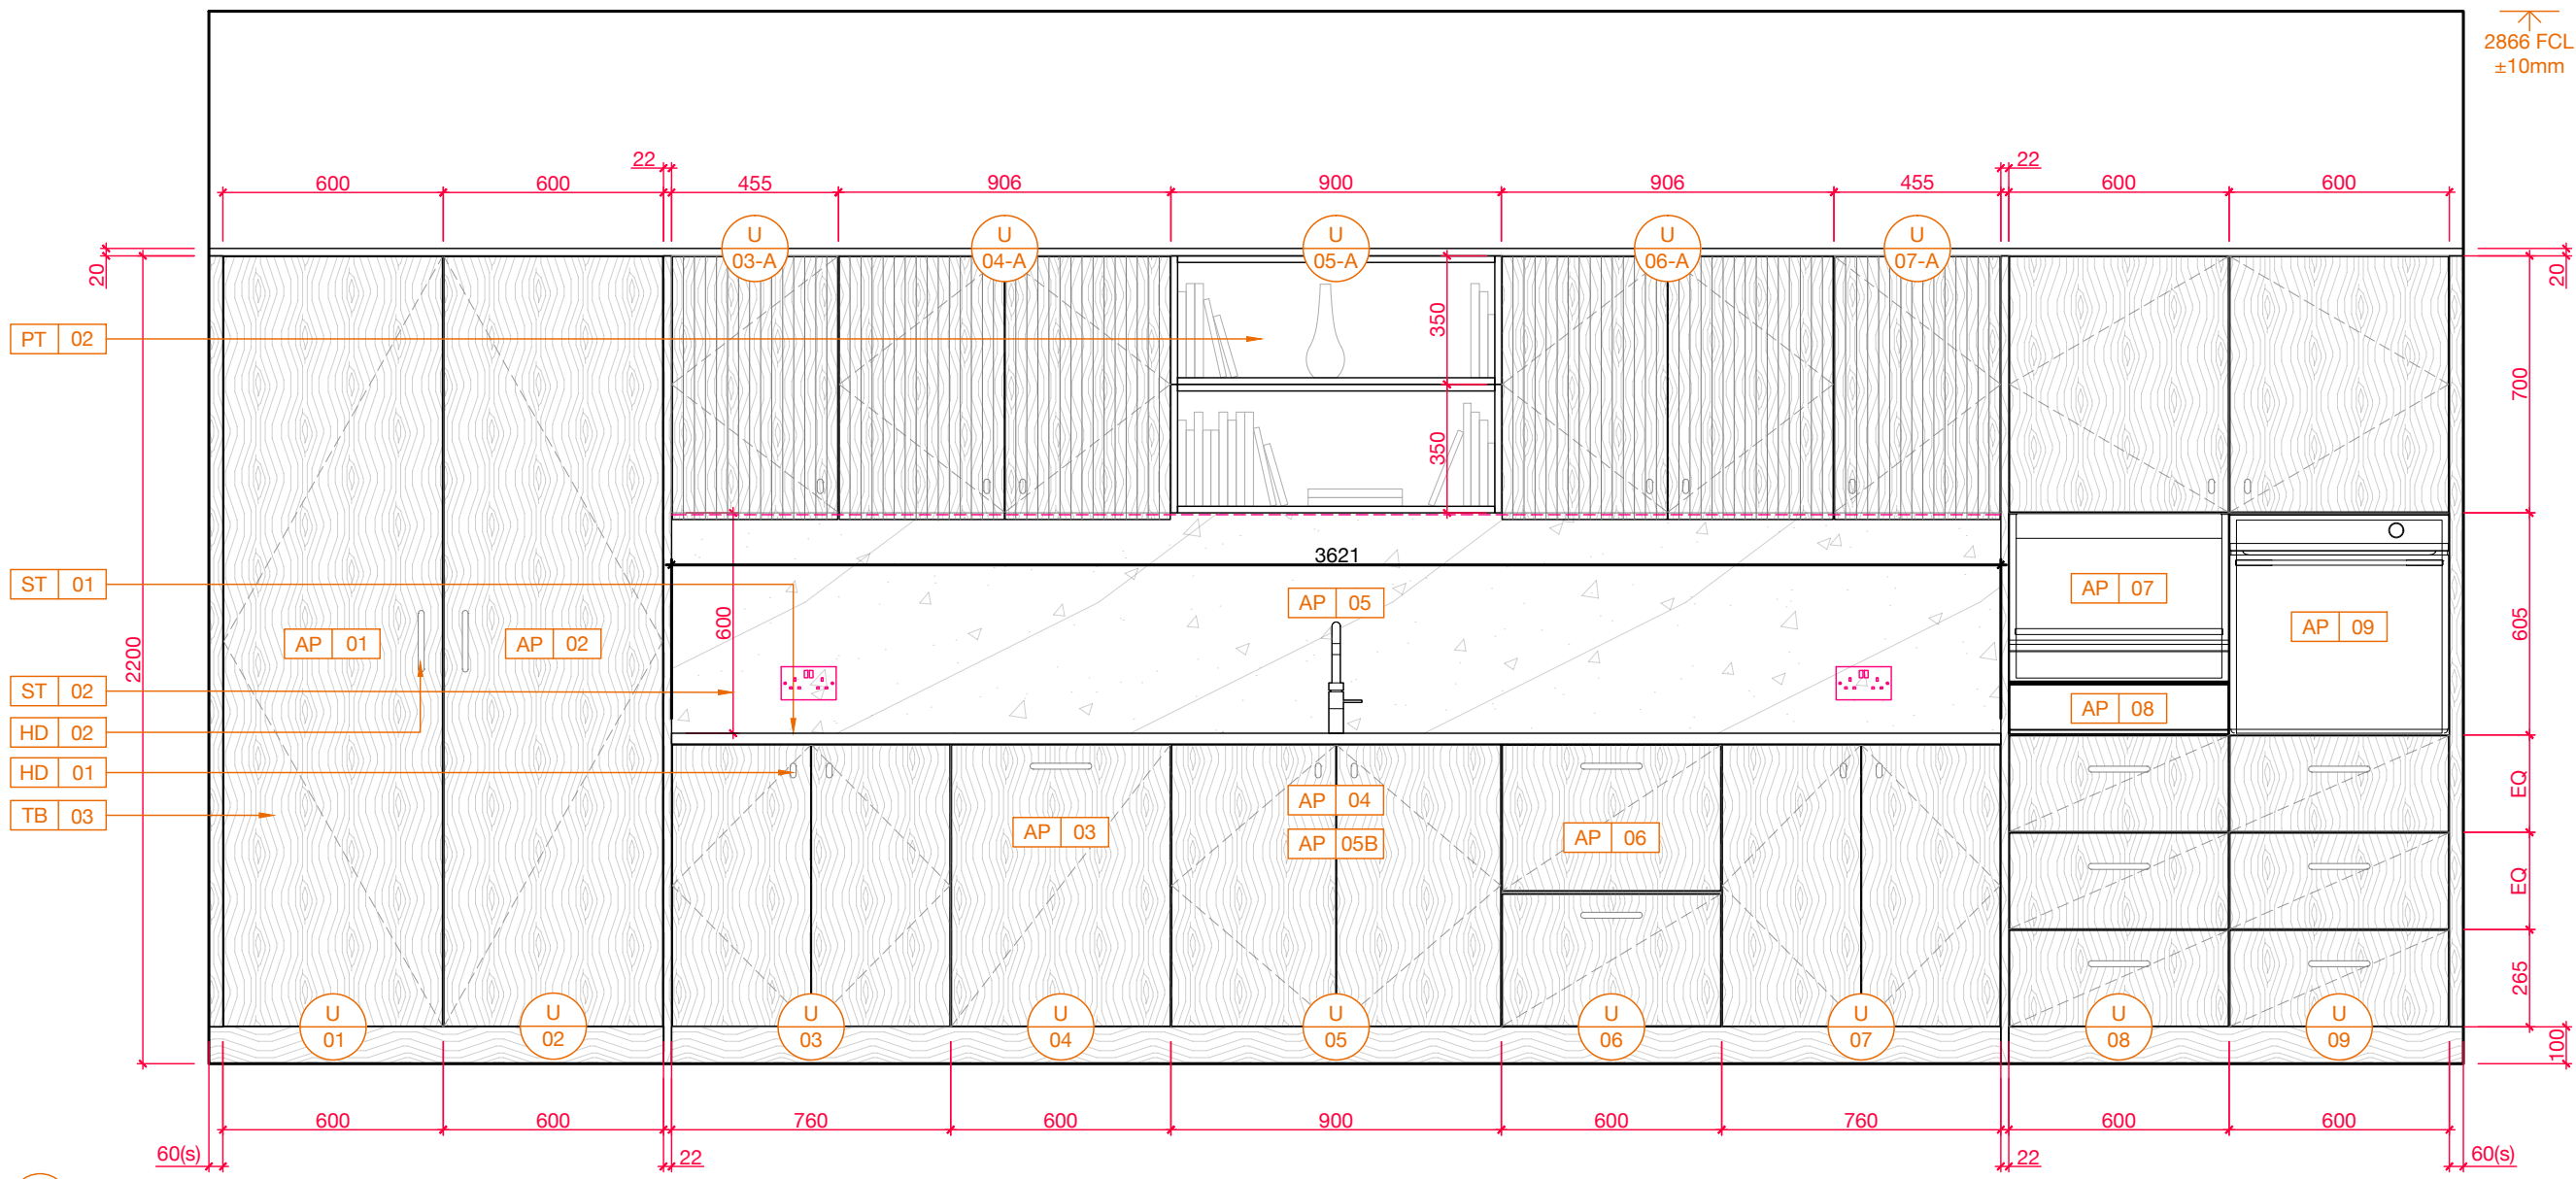 2866 FCL
±10mm
22
22
600
600
455
906
900
906
455
600
600
U
03-A
U
04-A
U
05-A
U
06-A
U
07-A
20
20
PT 02
350
700
350
3621
ST 01
AP 05
AP 07
600
605
AP 09
2200
AP 01
AP 02
ST 02
AP 08
HD 02
HD 01
EQ
AP 04
TB 03
AP 03
AP 06
AP 05B
EQ
265
U
01
U
02
U
03
U
04
U
05
U
06
U
07
U
08
U
09
100
600
600
760
600
900
600
760
600
600
60(s)
22
22
60(s)